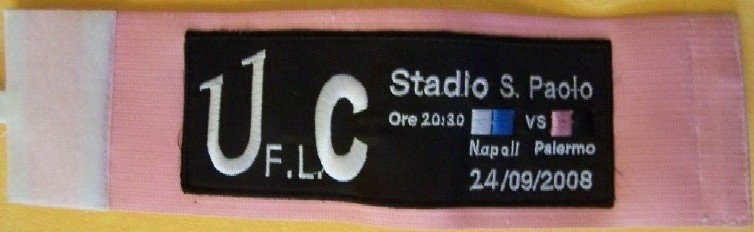 U F.L.C
Stadio S. Paolo
Ore 20:30 VS
Napoli Palermo
24/09/2008